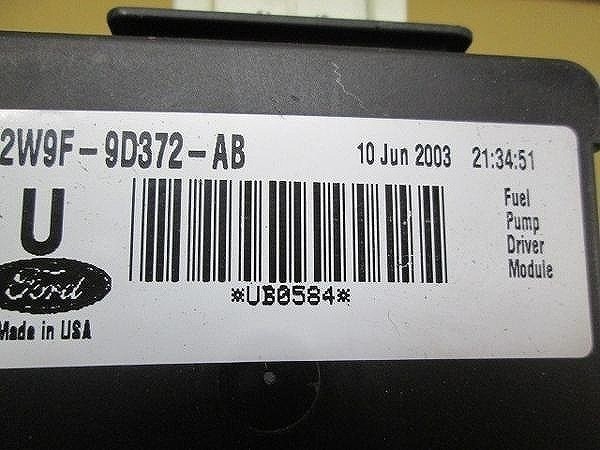 2W9F-9D372-AB
10 Jun 2003 21:34:51
U
Fuel
Pump
Driver
Module
Ford
*UB0584*
Made in USA